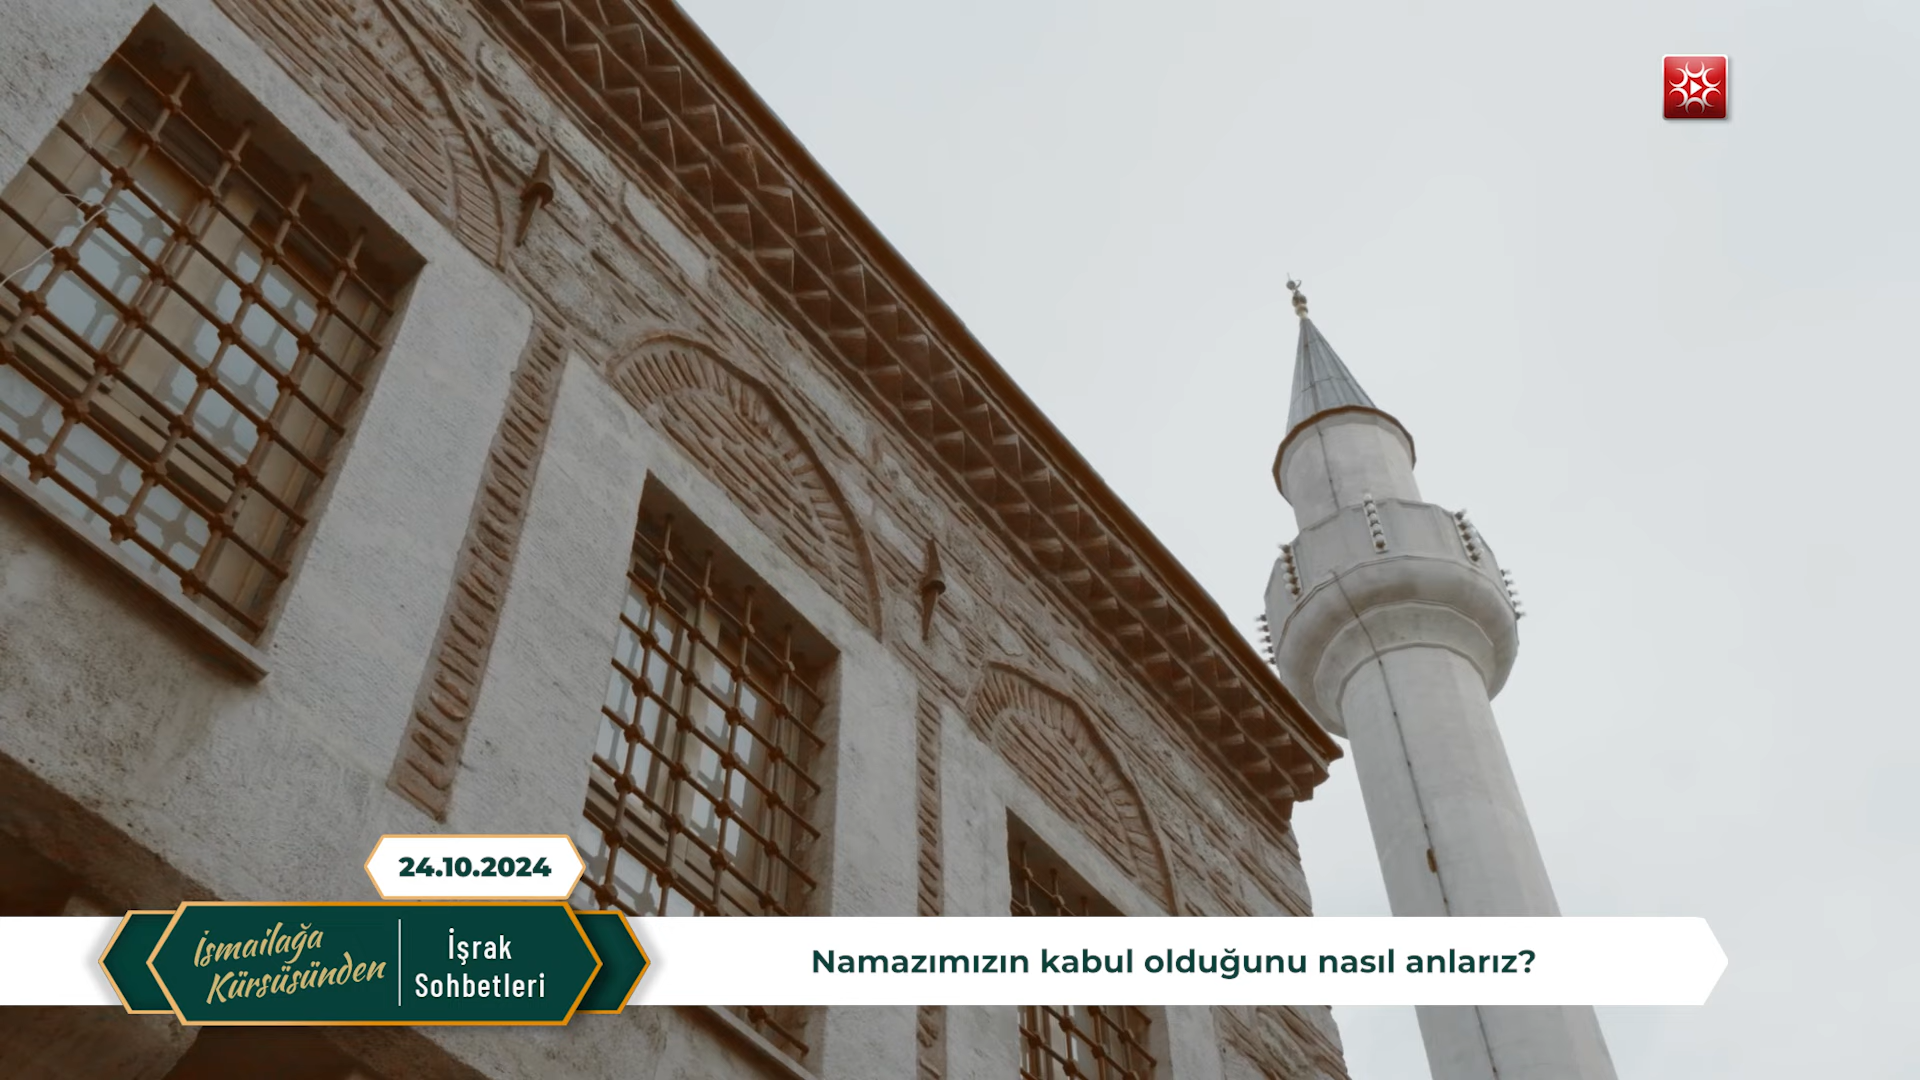 24.10.2024
İsmailağa
Kürsüsünden
İşrak
Sohbetleri
Namazımızın kabul olduğunu nasıl anlarız?